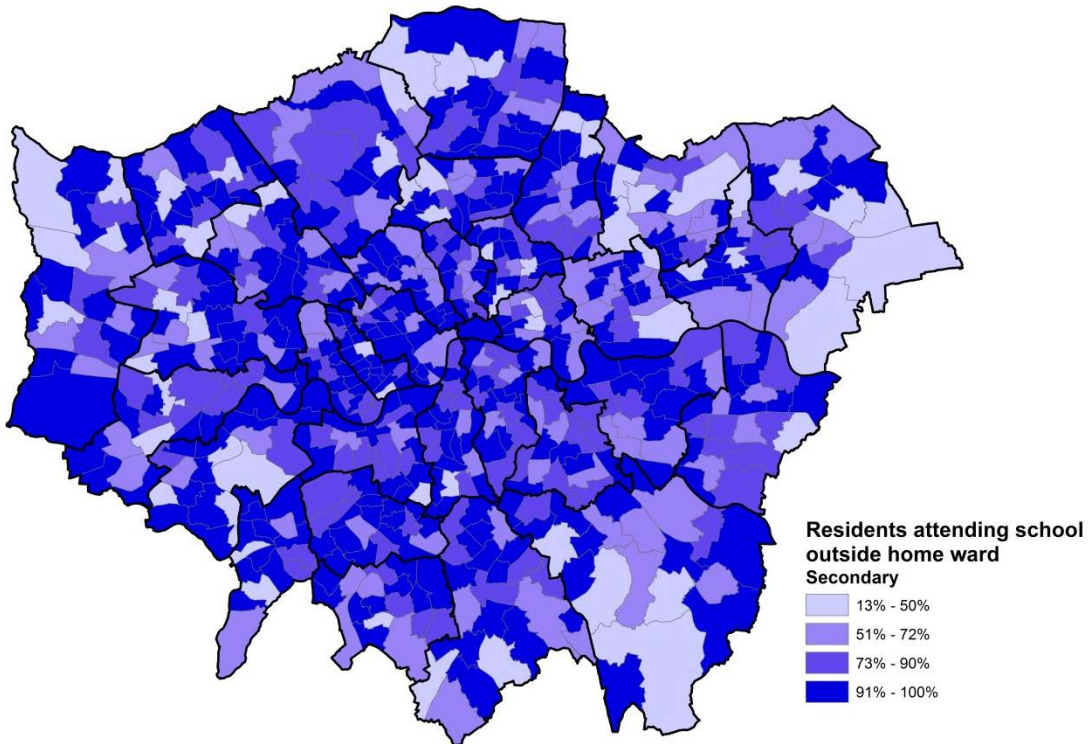 Residents attending school
outside home ward
Secondary
13% - 50%
51% - 72%
73% - 90%
91% - 100%